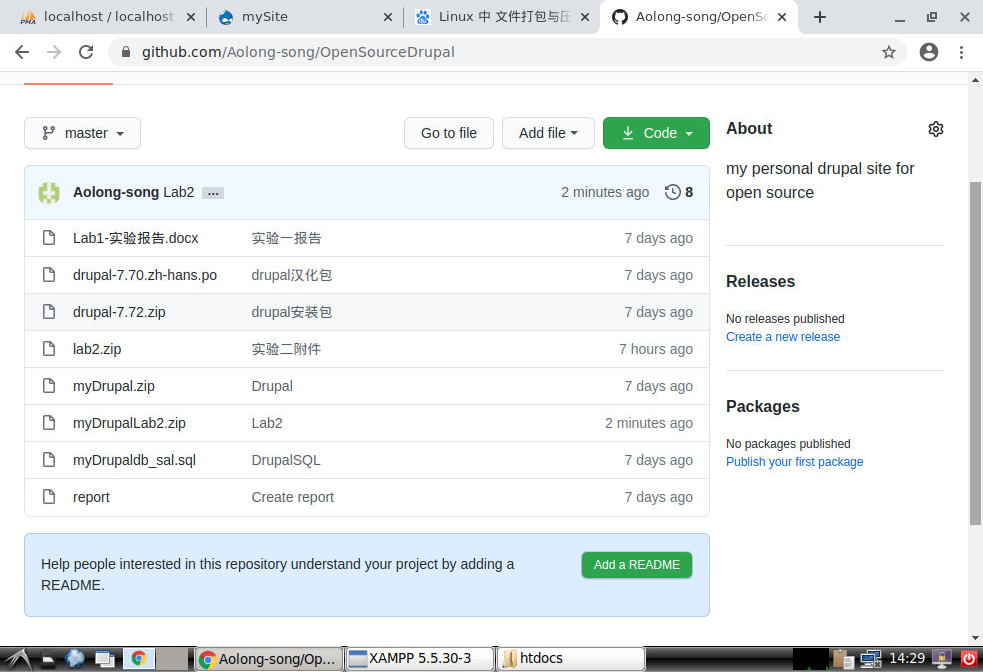 localhost / localhost
mySite
Linux 中 文件打包与压
Aolong-song/OpenSo
github.com/Aolong-song/OpenSourceDrupal
master
Go to file
Add file
Code
About
my personal drupal site for
open source
Aolong-song Lab2 ...
2 minutes ago
8
Lab1-实验报告.docx 实验一报告 7 days ago
drupal-7.70.zh-hans.po drupal汉化包 7 days ago
drupal-7.72.zip drupal安装包 7 days ago
lab2.zip 实验二附件 7 hours ago
myDrupal.zip Drupal 7 days ago
myDrupalLab2.zip Lab2 2 minutes ago
myDrupaldb_sal.sql DrupalSQL 7 days ago
report Create report 7 days ago
Releases
No releases published
Create a new release
Packages
No packages published
Publish your first package
Help people interested in this repository understand your project by adding a
README.
Add a README
Aolong-song/Op...
XAMPP 5.5.30-3
htdocs
14:29